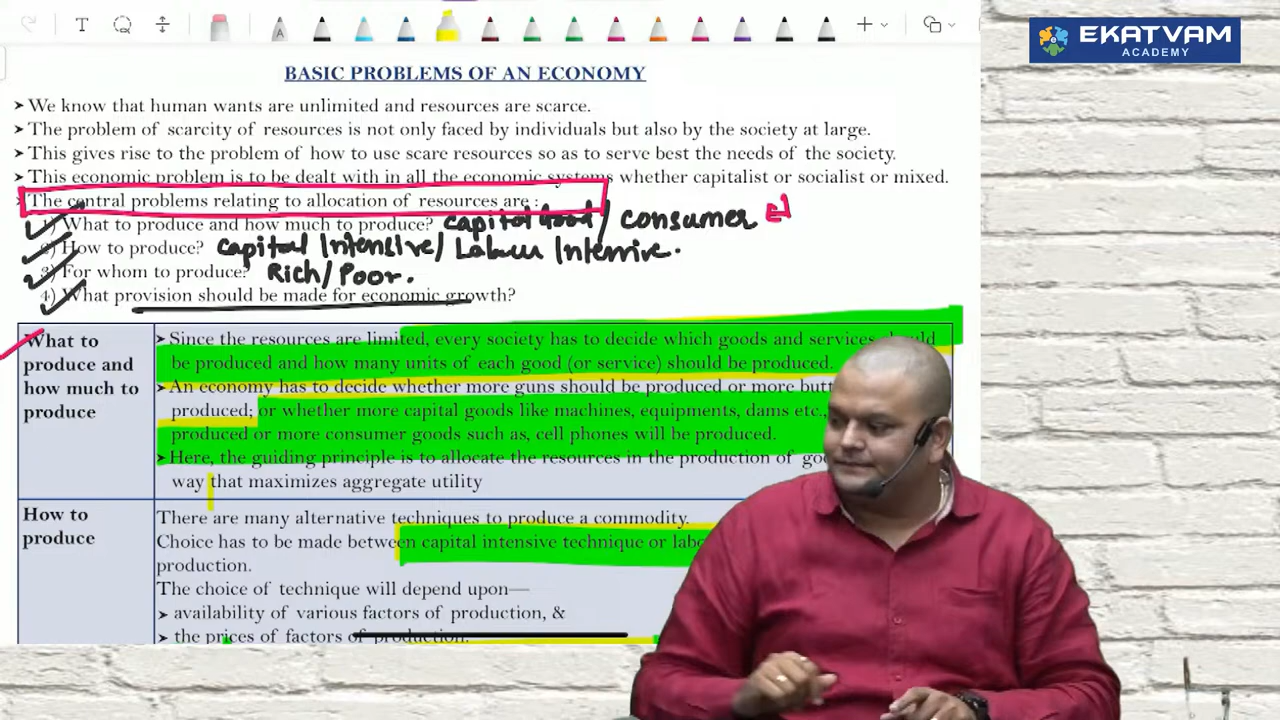 EKATVAM
ACADEMY
BASIC PROBLEMS OF AN ECONOMY
➤ We know that human wants are unlimited and resources are scarce.
➤ The problem of scarcity of resources is not only faced by individuals but also by the society at large.
➤ This gives rise to the problem of how to use scare resources so as to serve best the needs of the society.
➤ This economic problem is to be dealt with in all the economic systems whether capitalist or socialist or mixed.
The central problems relating to allocation of resources are :
1) What to produce and how much to produce? Capital Good/ Consumer
2) How to produce? Capital Intensive/ Labour Intensive.
3) For whom to produce? Rich/Poor.
4) What provision should be made for economic growth?
What to produce and how much to produce
➤ Since the resources are limited, every society has to decide which goods and services should
be produced and how many units of each good (or service) should be produced.
➤ An economy has to decide whether more guns should be produced or more
produced; or whether more capital goods like machines, equipments, dams etc.,
produced or more consumer goods such as, cell phones will be produced.
➤ Here, the guiding principle is to allocate the resources in the production of
way that maximizes aggregate utility
How to produce
There are many alternative techniques to produce a commodity.
Choice has to be made between capital intensive technique or
production.
The choice of technique will depend upon—
➤ availability of various factors of production, &
➤ the prices of factors of production.